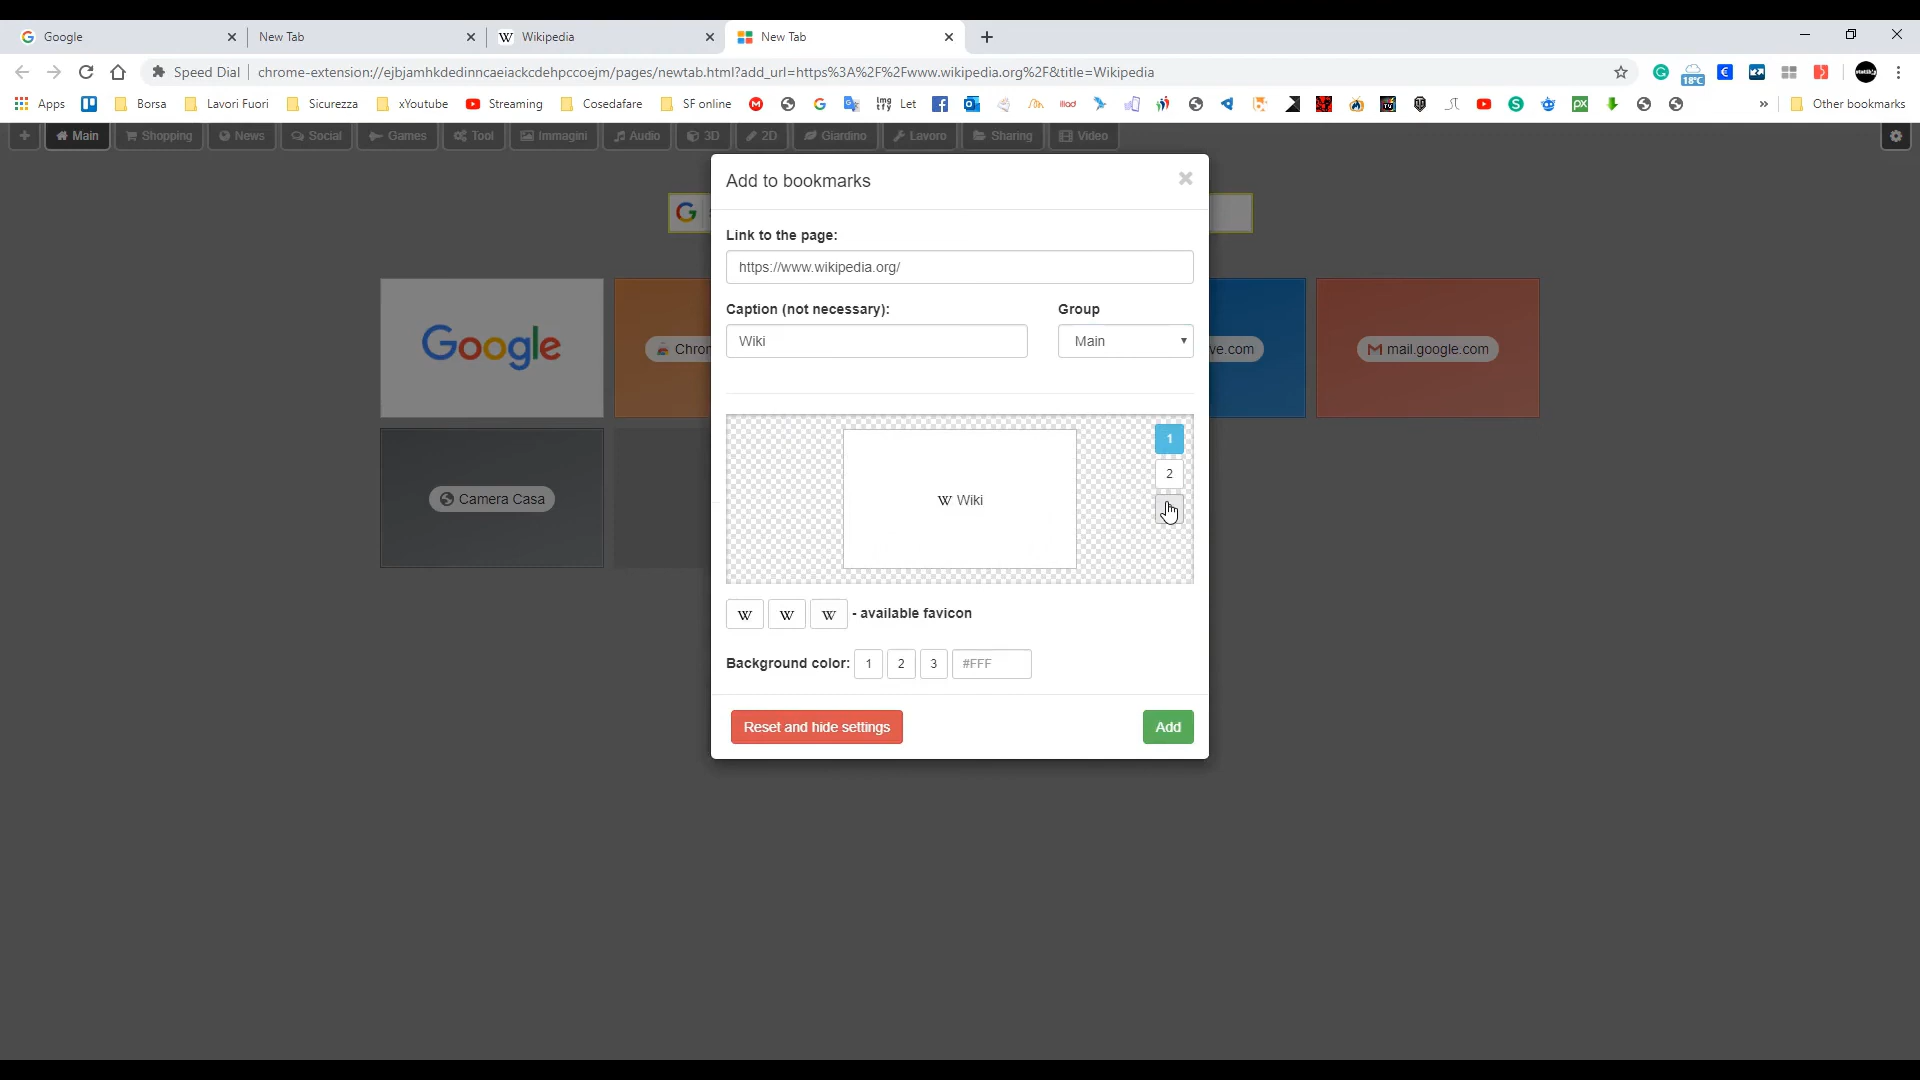 Google
New Tab
Wikipedia
New Tab
Speed Dial
chrome-extension://ejbjamhkdedinncaeiackcdehpccoejm/pages/newtab.html?add_url=https%3A%2F%2Fwww.wikipedia.org%2F&title=Wikipedia
18°C
Apps
Borsa
Lavori Fuori
Sicurezza
xYoutube
Streaming
Cosedafare
SF online
Let
»
Other bookmarks
+ Main Shopping News Social Games Tool Immagini Audio 3D 2D Giardino Lavoro Sharing Video
Add to bookmarks
Link to the page:
https://www.wikipedia.org/
Caption (not necessary):
Group
Wiki
Main
Google
Chror
ve.com
mail.google.com
Camera Casa
1
2
W Wiki
W W W - available favicon
Background color: 1 2 3 #FFF
Reset and hide settings
Add